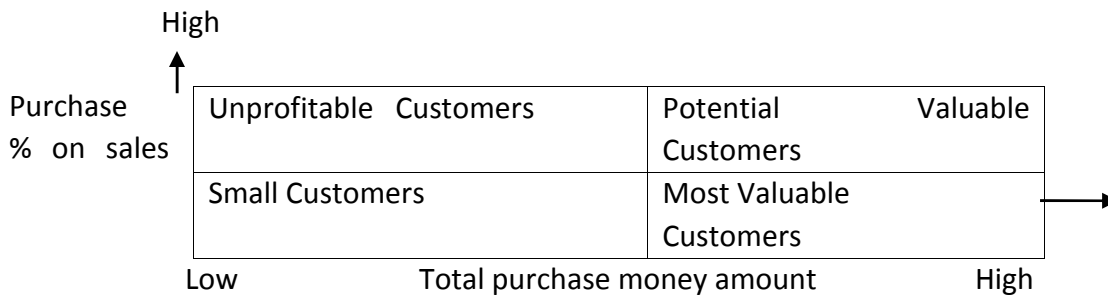 High
Purchase
% on sales
Unprofitable Customers
Potential Valuable
Customers
Small Customers
Most Valuable
Customers
Low Total purchase money amount High